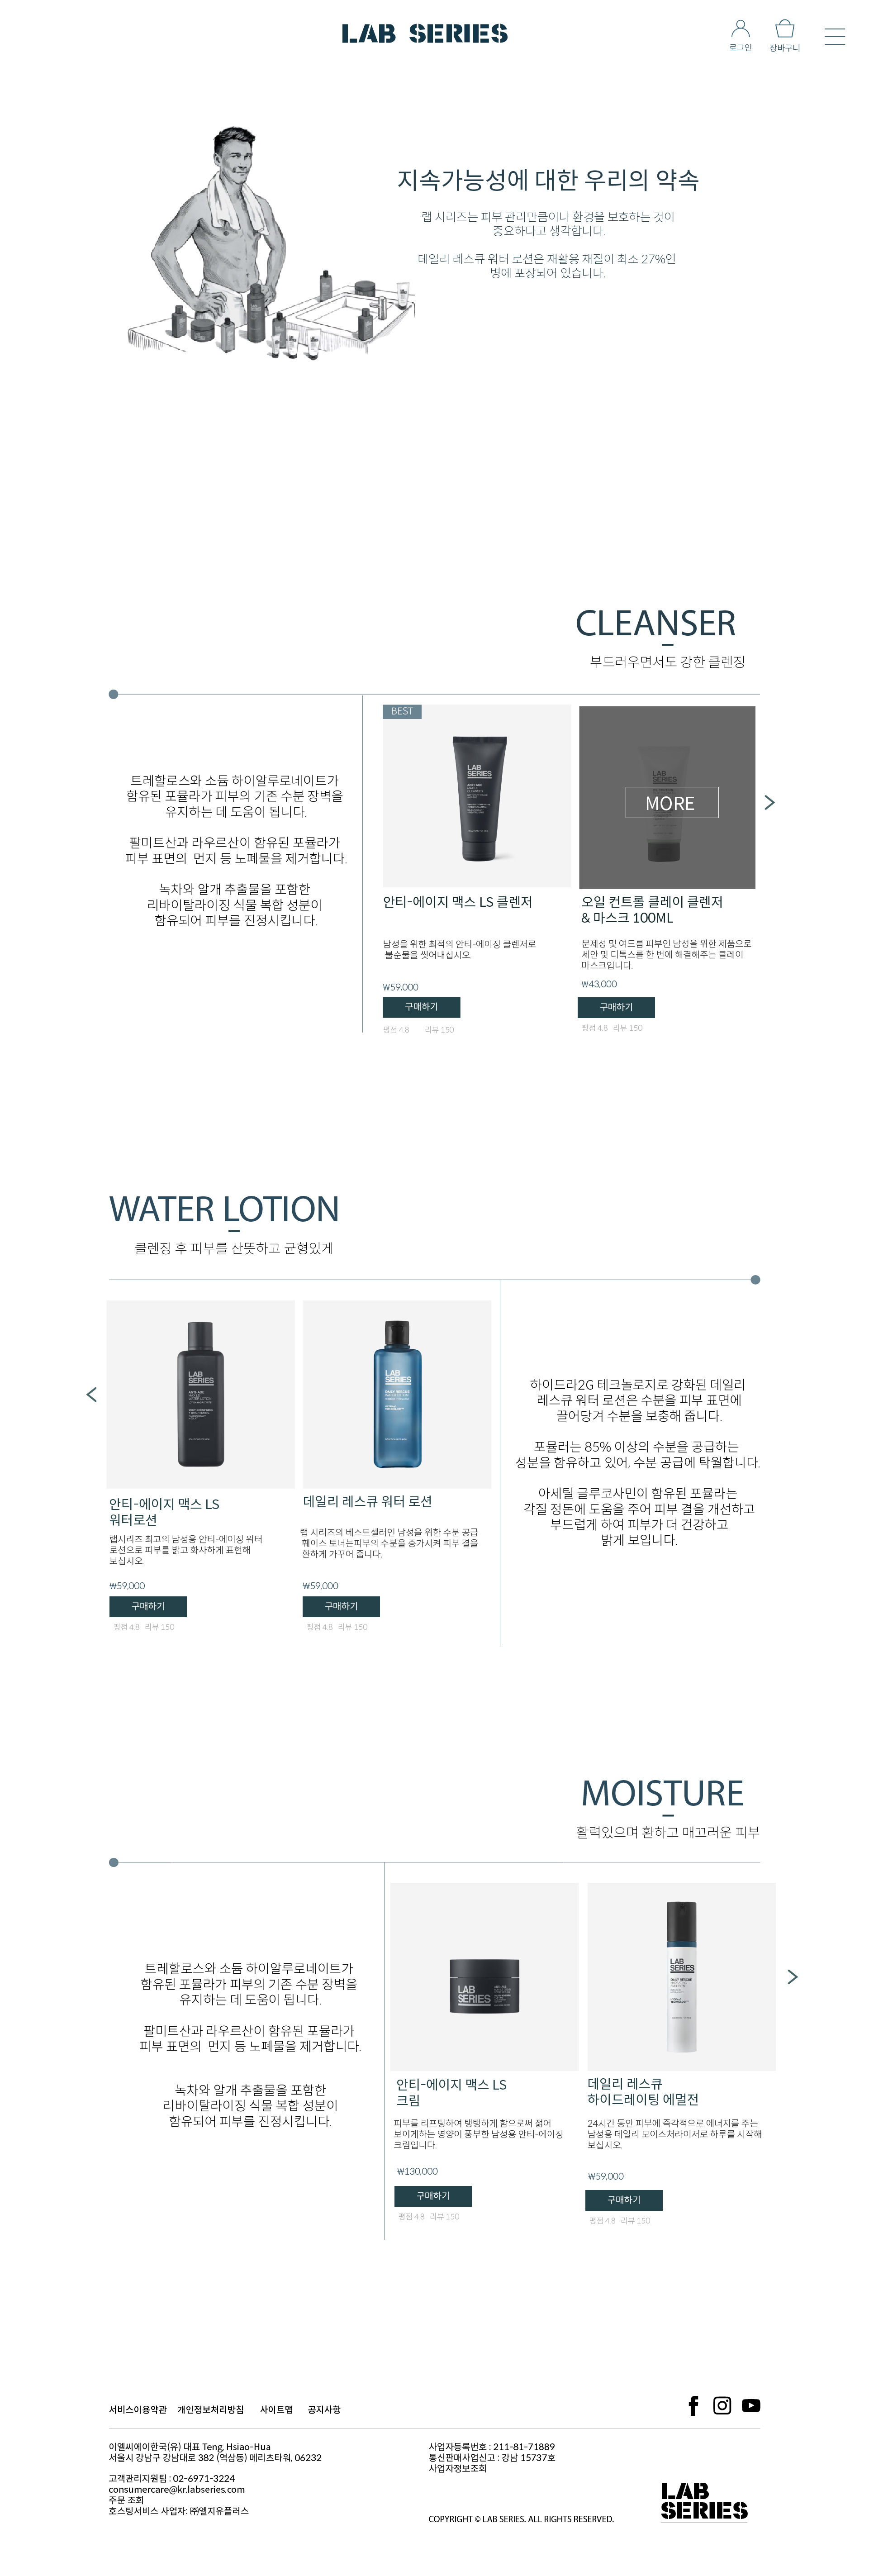 LAB SERIES
로그인
장바구니
지속가능성에 대한 우리의 약속
랩 시리즈는 피부 관리만큼이나 환경을 보호하는 것이
중요하다고 생각합니다.
데일리 레스큐 워터 로션은 재활용 재질이 최소 27%인
병에 포장되어 있습니다.
CLEANSER
부드러우면서도 강한 클렌징
트레할로스와 소듐 하이알루로네이트가
함유된 포뮬라가 피부의 기존 수분 장벽을
유지하는 데 도움이 됩니다.
팔미트산과 라우르산이 함유된 포뮬라가
피부 표면의 먼지 등 노폐물을 제거합니다.
녹차와 알개 추출물을 포함한
리바이탈라이징 식물 복합 성분이
함유되어 피부를 진정시킵니다.
BEST
LAB
SERIES
안티-에이지 맥스 LS 클렌저
남성을 위한 최적의 안티-에이징 클렌저로
불순물을 씻어내십시오.
₩59,000
구매하기
평점 4.8 리뷰 150
LAB
SERIES
MORE
오일 컨트롤 클레이 클렌저
& 마스크 100ML
문제성 및 여드름 피부인 남성을 위한 제품으로
세안 및 디톡스를 한 번에 해결해주는 클레이
마스크입니다.
₩43,000
구매하기
평점 4.8 리뷰 150
WATER LOTION
클렌징 후 피부를 산뜻하고 균형있게
LAB
SERIES
안티-에이지 맥스 LS
워터로션
랩시리즈 최고의 남성용 안티-에이징 워터
로션으로 피부를 밝고 화사하게 표현해
보십시오.
₩59,000
구매하기
평점 4.8 리뷰 150
LAB
SERIES
데일리 레스큐 워터 로션
랩 시리즈의 베스트셀러인 남성을 위한 수분 공급
훼이스 토너는피부의 수분을 증가시켜 피부 결을
환하게 가꾸어 줍니다.
₩59,000
구매하기
평점 4.8 리뷰 150
하이드라2G 테크놀로지로 강화된 데일리
레스큐 워터 로션은 수분을 피부 표면에
끌어당겨 수분을 보충해 줍니다.
포뮬러는 85% 이상의 수분을 공급하는
성분을 함유하고 있어, 수분 공급에 탁월합니다.
아세틸 글루코사민이 함유된 포뮬라는
각질 정돈에 도움을 주어 피부 결을 개선하고
부드럽게 하여 피부가 더 건강하고
밝게 보입니다.
MOISTURE
활력있으며 환하고 매끄러운 피부
트레할로스와 소듐 하이알루로네이트가
함유된 포뮬라가 피부의 기존 수분 장벽을
유지하는 데 도움이 됩니다.
팔미트산과 라우르산이 함유된 포뮬라가
피부 표면의 먼지 등 노폐물을 제거합니다.
녹차와 알개 추출물을 포함한
리바이탈라이징 식물 복합 성분이
함유되어 피부를 진정시킵니다.
LAB
SERIES
안티-에이지 맥스 LS
크림
피부를 리프팅하여 탱탱하게 함으로써 젊어
보이게하는 영양이 풍부한 남성용 안티-에이징
크림입니다.
₩130,000
구매하기
평점 4.8 리뷰 150
LAB
SERIES
데일리 레스큐
하이드레이팅 에멀전
24시간 동안 피부에 즉각적으로 에너지를 주는
남성용 데일리 모이스처라이저로 하루를 시작해
보십시오.
₩59,000
구매하기
평점 4.8 리뷰 150
서비스이용약관 개인정보처리방침 사이트맵 공지사항
이엘씨에이한국(유) 대표 Teng, Hsiao-Hua
서울시 강남구 강남대로 382 (역삼동) 메리츠타워, 06232
고객관리지원팀 : 02-6971-3224
consumercare@kr.labseries.com
주문 조회
호스팅서비스 사업자: ㈜엘지유플러스
사업자등록번호 : 211-81-71889
통신판매사업신고 : 강남 15737호
사업자정보조회
COPYRIGHT © LAB SERIES. ALL RIGHTS RESERVED.
LAB
SERIES